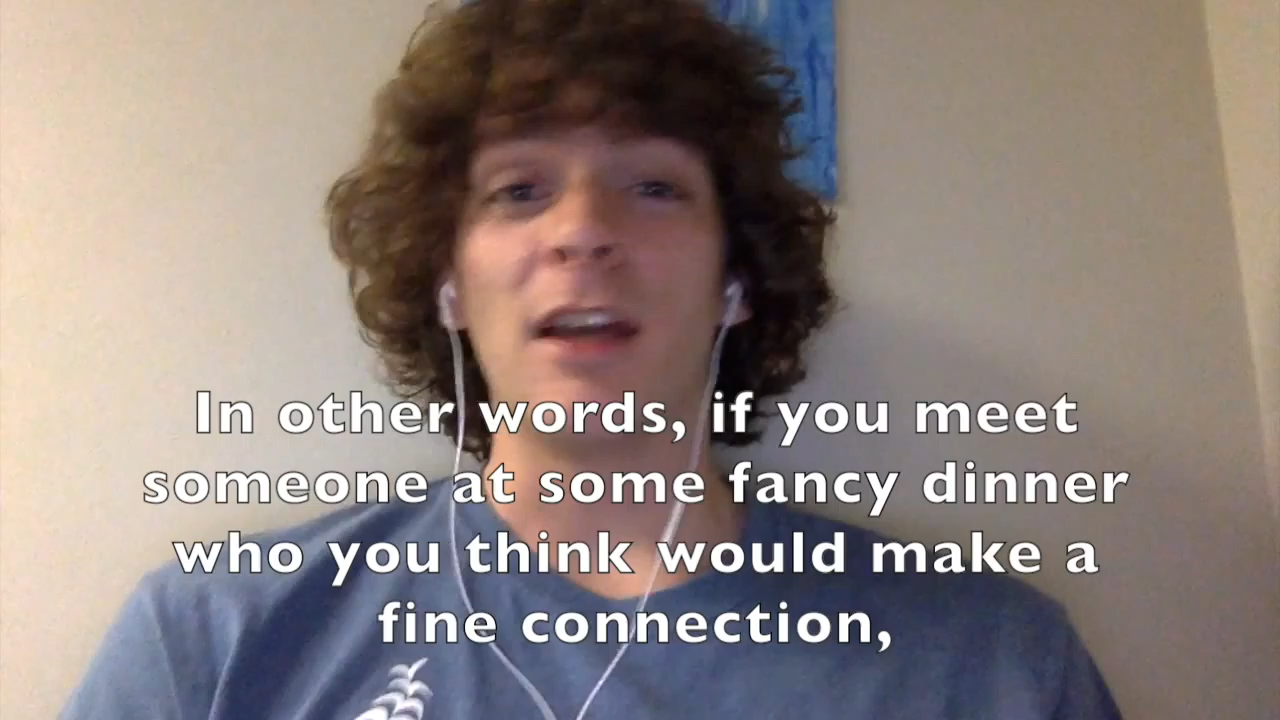 In other words, if you meet
someone at some fancy dinner
who you think would make a
fine connection,